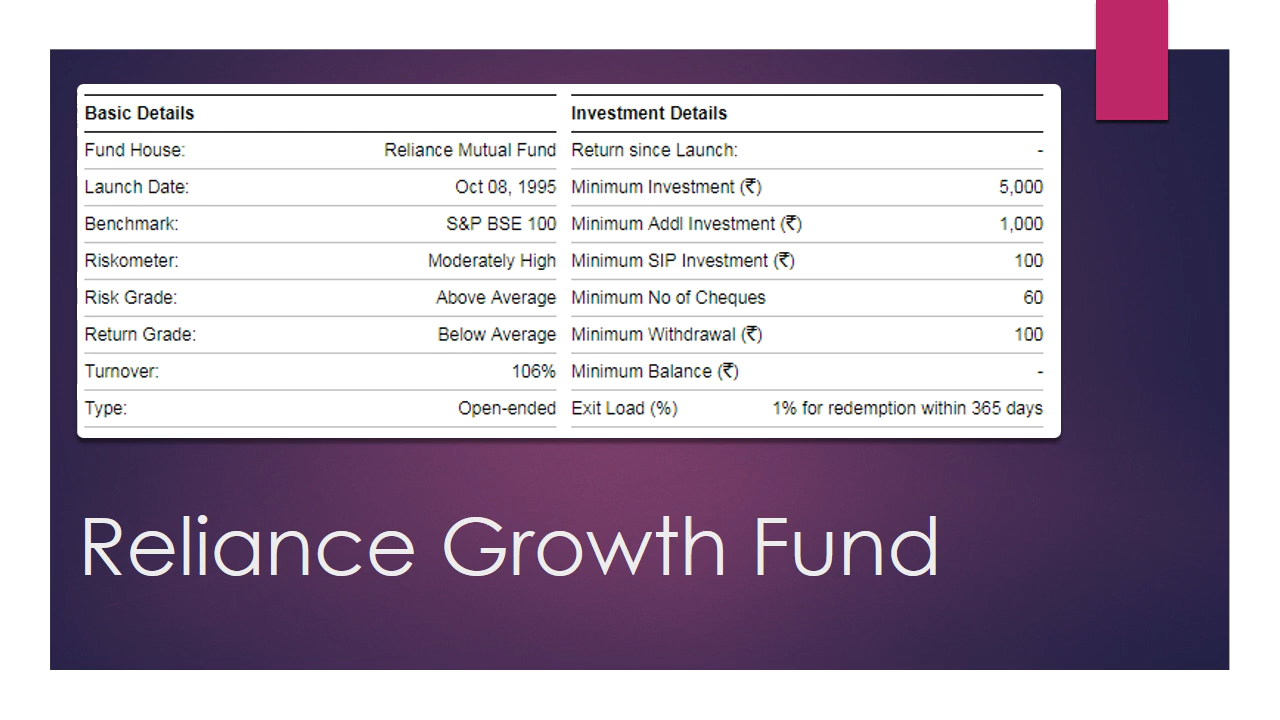 Basic Details
Fund House: Reliance Mutual Fund
Launch Date: Oct 08, 1995
Benchmark: S&P BSE 100
Riskometer: Moderately High
Risk Grade: Above Average
Return Grade: Below Average
Turnover: 106%
Type: Open-ended
Investment Details
Return since Launch: -
Minimum Investment (₹) 5,000
Minimum Addl Investment (₹) 1,000
Minimum SIP Investment (₹) 100
Minimum No of Cheques 60
Minimum Withdrawal (₹) 100
Minimum Balance (₹) -
Exit Load (%) 1% for redemption within 365 days
Reliance Growth Fund